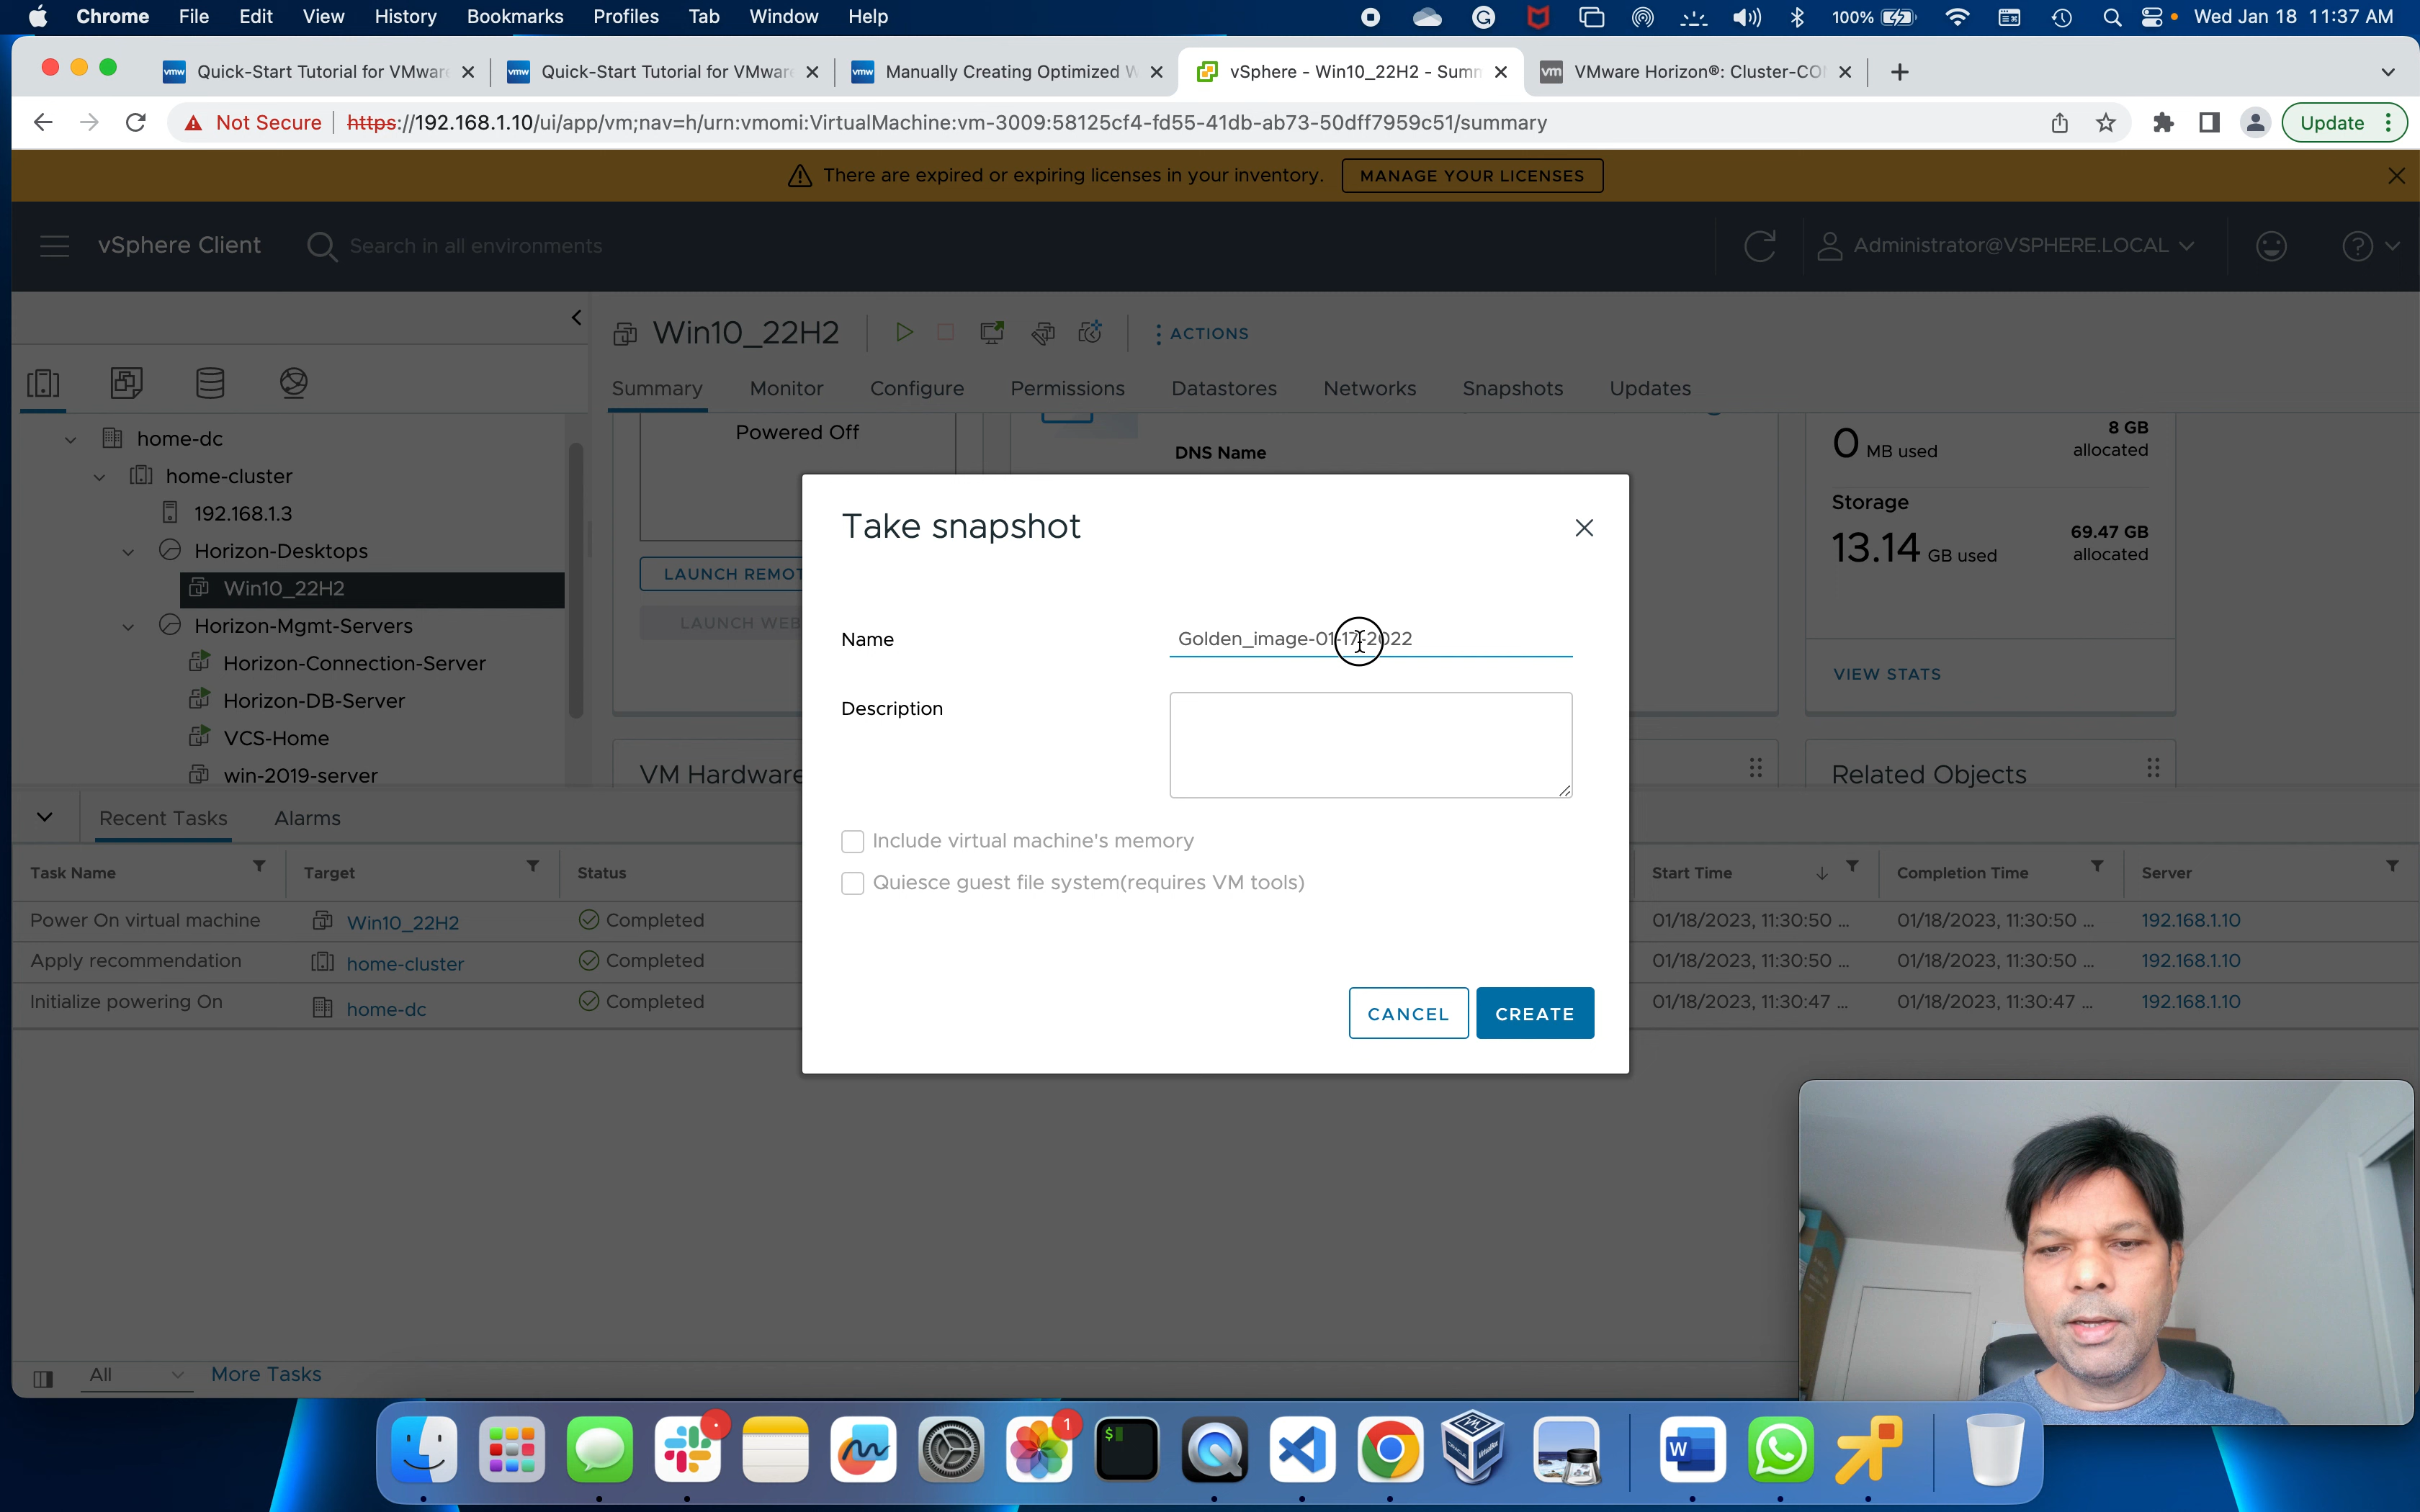 Chrome File Edit View History Bookmarks Profiles Tab Window Help 100% Wed Jan 18 11:37 AM
vmw Quick-Start Tutorial for VMware vmw Quick-Start Tutorial for VMware vmw Manually Creating Optimized W vSphere - Win10_22H2 - Summ vm VMware Horizon®: Cluster-CO
Not Secure https://192.168.1.10/ui/app/vm;nav=h/urn:vmomi:VirtualMachine:vm-3009:58125cf4-fd55-41db-ab73-50dff7959c51/summary Update
There are expired or expiring licenses in your inventory. MANAGE YOUR LICENSES
vSphere Client Search in all environments Administrator@VSPHERE.LOCAL
Win10_22H2 ACTIONS
Summary Monitor Configure Permissions Datastores Networks Snapshots Updates
home-dc
home-cluster
192.168.1.3
Horizon-Desktops
Win10_22H2
Horizon-Mgmt-Servers
Horizon-Connection-Server
Horizon-DB-Server
VCS-Home
win-2019-server
Powered Off
LAUNCH REMOT
LAUNCH WEB
DNS Name
0 MB used 8 GB allocated
Storage
13.14 GB used 69.47 GB allocated
VIEW STATS
VM Hardware
Related Objects
Take snapshot
Name Golden_image-01-17-2022
Description
Include virtual machine's memory
Quiesce guest file system(requires VM tools)
CANCEL CREATE
Recent Tasks Alarms
Task Name Target Status Start Time Completion Time Server
Power On virtual machine Win10_22H2 Completed 01/18/2023, 11:30:50 ... 01/18/2023, 11:30:50 ... 192.168.1.10
Apply recommendation home-cluster Completed 01/18/2023, 11:30:50 ... 01/18/2023, 11:30:50 ... 192.168.1.10
Initialize powering On home-dc Completed 01/18/2023, 11:30:47 ... 01/18/2023, 11:30:47 ... 192.168.1.10
All More Tasks
1
$
W